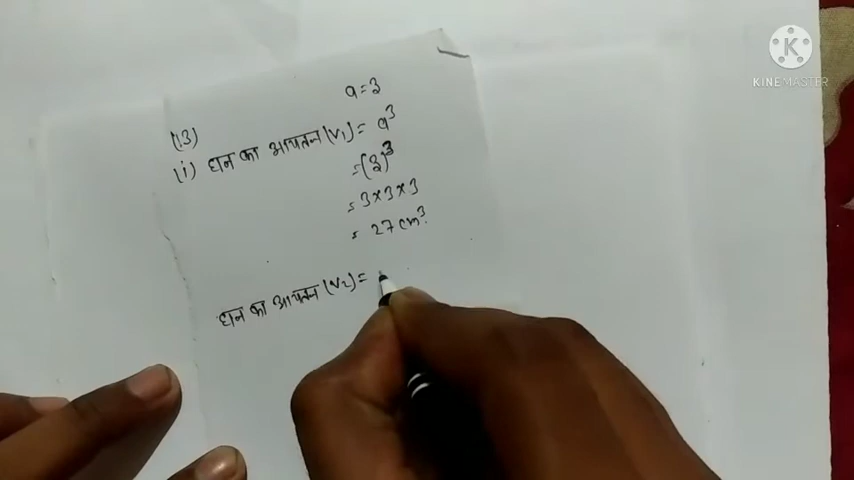 KINEMASTER
a = 3
(13)
(i) घन का आयतन (V₁) = a³
= (3)³
= 3×3×3
= 27 cm³.
घन का आयतन (V₂) =